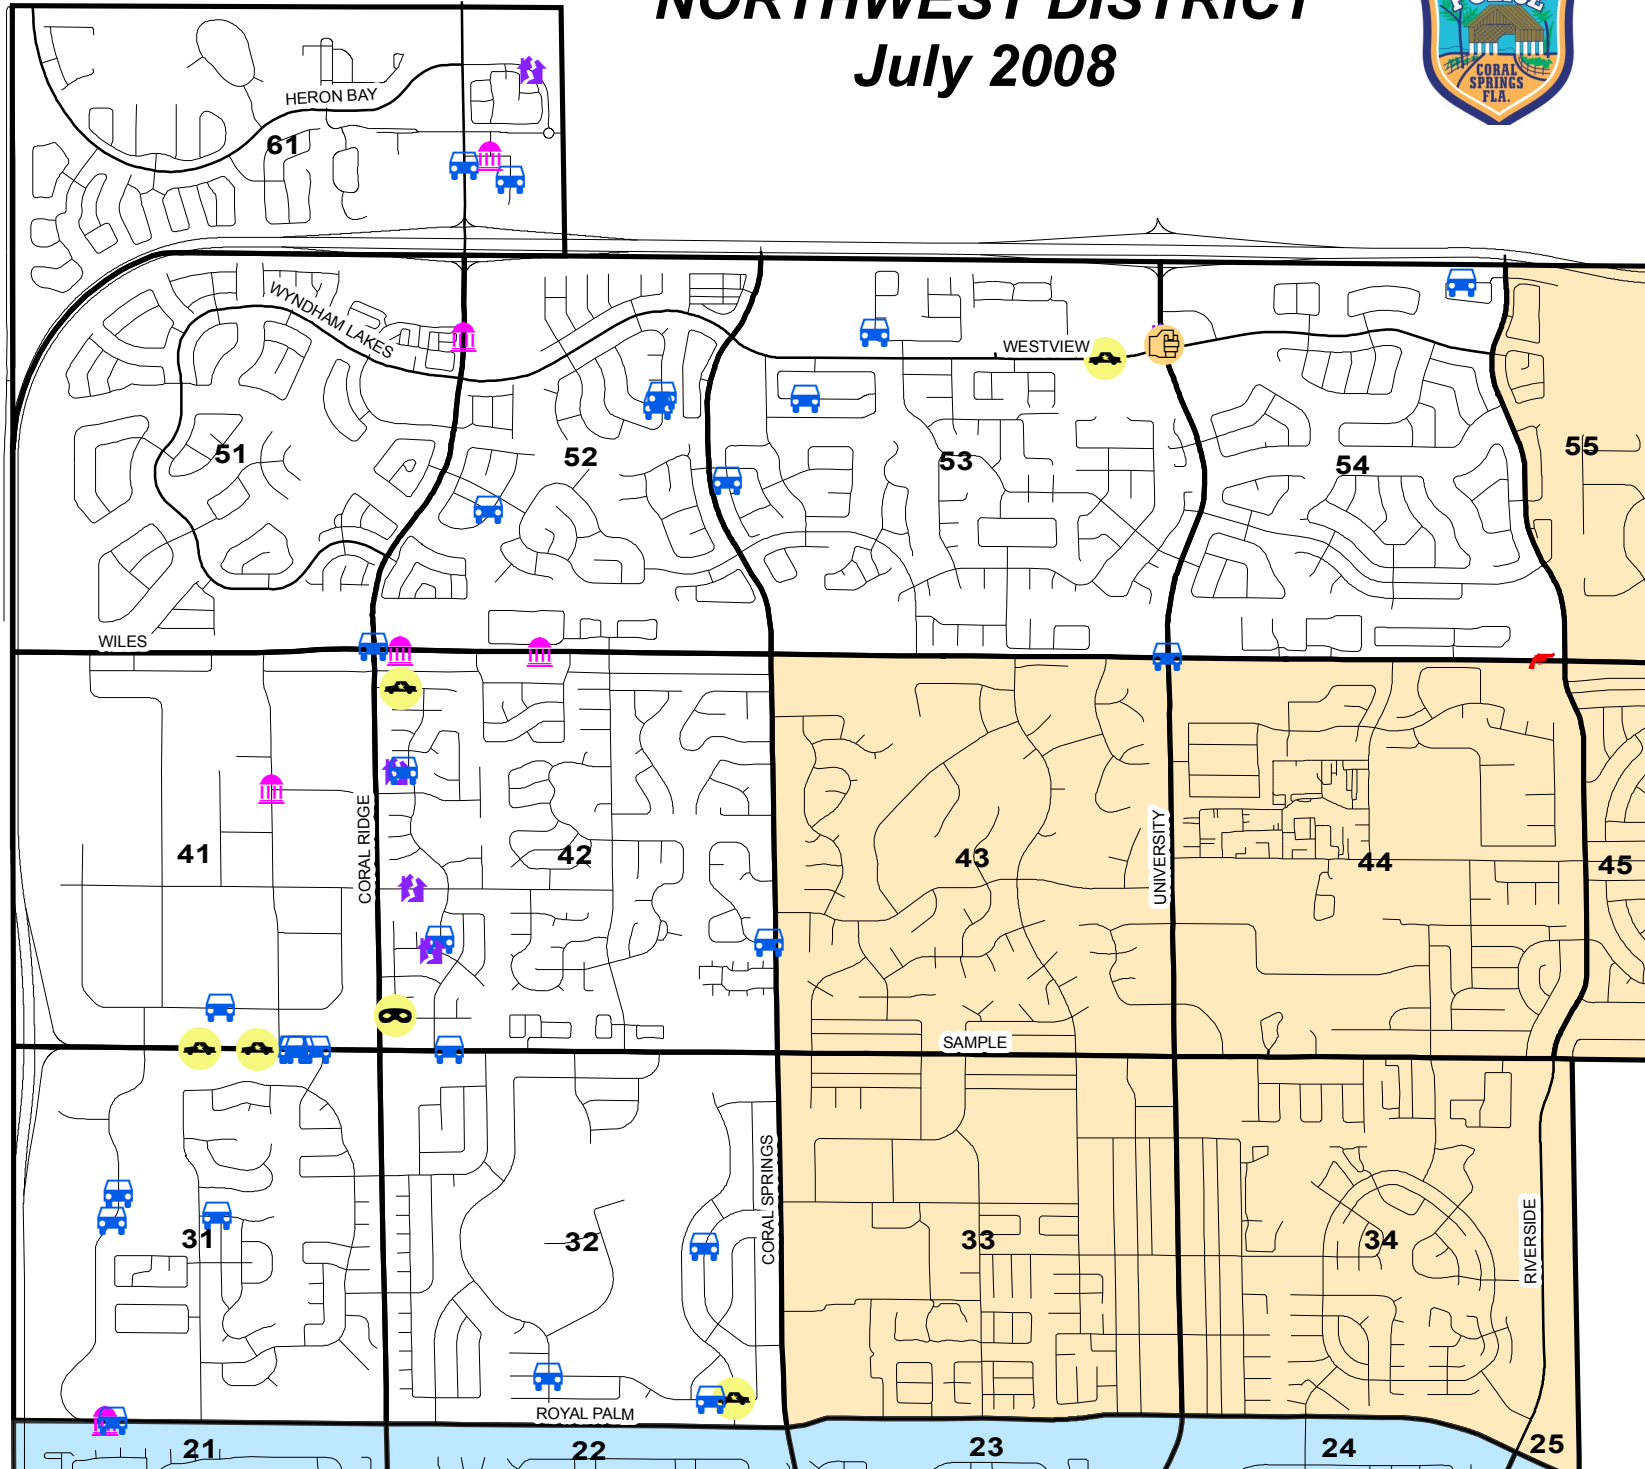 NORTHWEST DISTRICT
July 2008
POLICE
CORAL
SPRINGS
FLA.
HERON BAY
61
WYNDHAM LAKES
WESTVIEW
51
52
53
54
55
WILES
CORAL RIDGE
UNIVERSITY
41
42
43
44
45
SAMPLE
CORAL SPRINGS
RIVERSIDE
31
32
33
34
ROYAL PALM
21
22
23
24
25